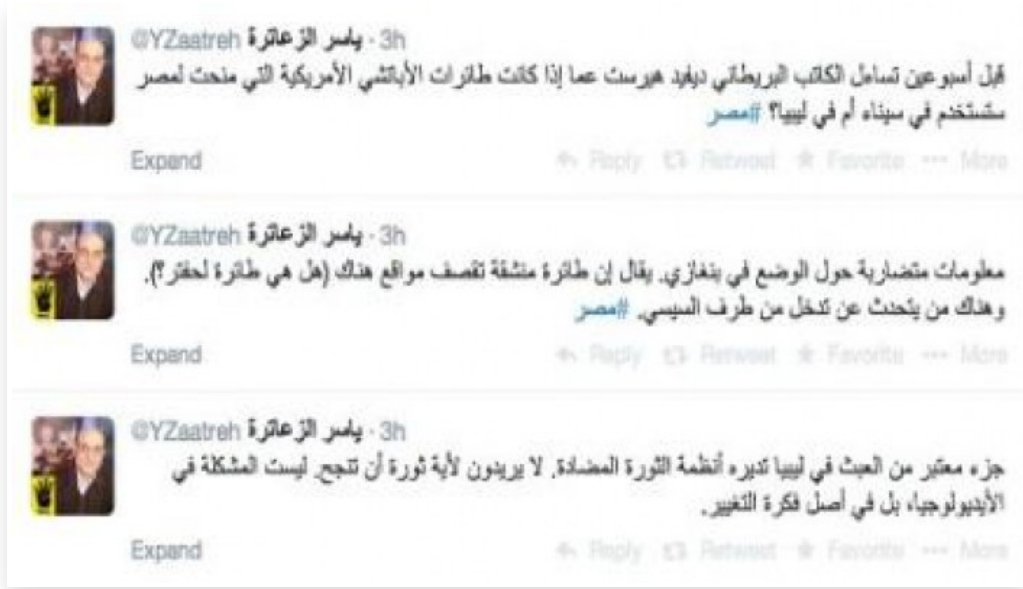 ياسر الزعاترة @YZaatreh · 3h
قبل أسبوعين تساءل الكاتب البريطاني ديفيد هيرست عما إذا كانت طائرات الأباتشي الأمريكية التي منحت لمصر
ستستخدم في سيناء أم في ليبيا؟ #مصر
Expand Reply Retweet Favorite ••• More
ياسر الزعاترة @YZaatreh · 3h
معلومات متضاربة حول الوضع في بنغازي. يقال إن طائرة منشقة تقصف مواقع هناك (هل هي طائرة لحفتر؟).
وهناك من يتحدث عن تدخل من طرف السيسي. #مصر
Expand Reply Retweet Favorite ••• More
ياسر الزعاترة @YZaatreh · 3h
جزء معتبر من العبث في ليبيا تديره أنظمة الثورة المضادة. لا يريدون لأية ثورة أن تنجح. ليست المشكلة في
الأيديولوجيا، بل في أصل فكرة التغيير.
Expand Reply Retweet Favorite ••• More